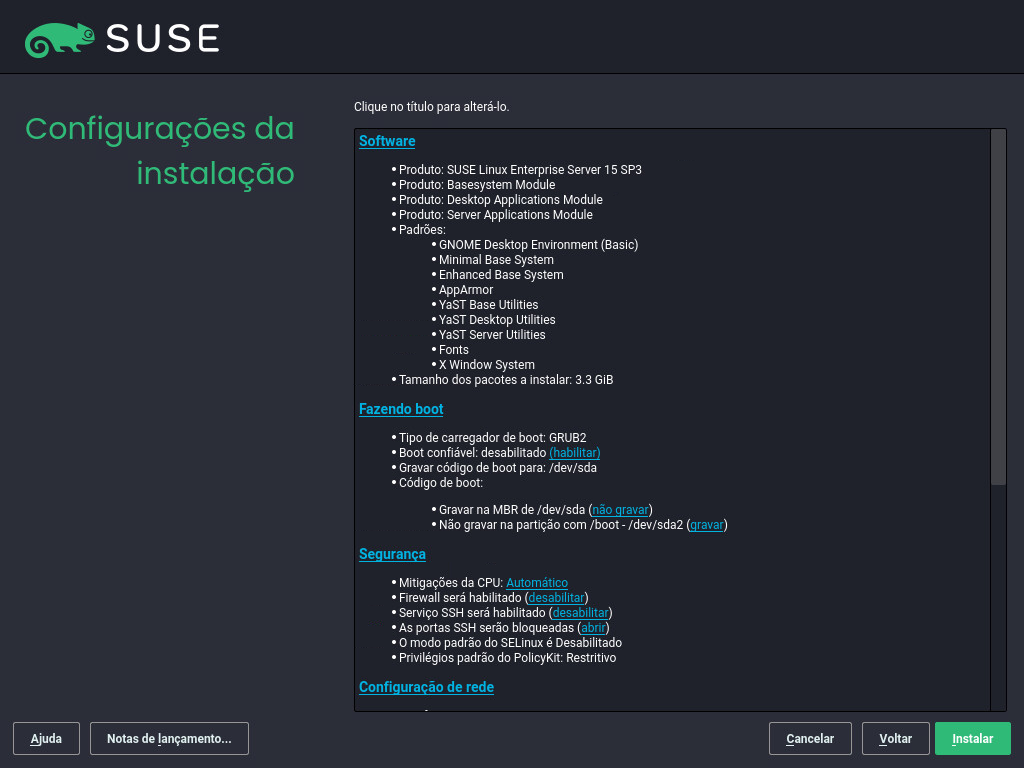 SUSE
Configurações da
instalação
Clique no título para alterá-lo.
Software
• Produto: SUSE Linux Enterprise Server 15 SP3
• Produto: Basesystem Module
• Produto: Desktop Applications Module
• Produto: Server Applications Module
• Padrões:
• GNOME Desktop Environment (Basic)
• Minimal Base System
• Enhanced Base System
• AppArmor
• YaST Base Utilities
• YaST Desktop Utilities
• YaST Server Utilities
• Fonts
• X Window System
• Tamanho dos pacotes a instalar: 3.3 GiB
Fazendo boot
• Tipo de carregador de boot: GRUB2
• Boot confiável: desabilitado (habilitar)
• Gravar código de boot para: /dev/sda
• Código de boot:
• Gravar na MBR de /dev/sda (não gravar)
• Não gravar na partição com /boot - /dev/sda2 (gravar)
Segurança
• Mitigações da CPU: Automático
• Firewall será habilitado (desabilitar)
• Serviço SSH será habilitado (desabilitar)
• As portas SSH serão bloqueadas (abrir)
• O modo padrão do SELinux é Desabilitado
• Privilégios padrão do PolicyKit: Restritivo
Configuração de rede
Ajuda
Notas de lançamento...
Cancelar
Voltar
Instalar